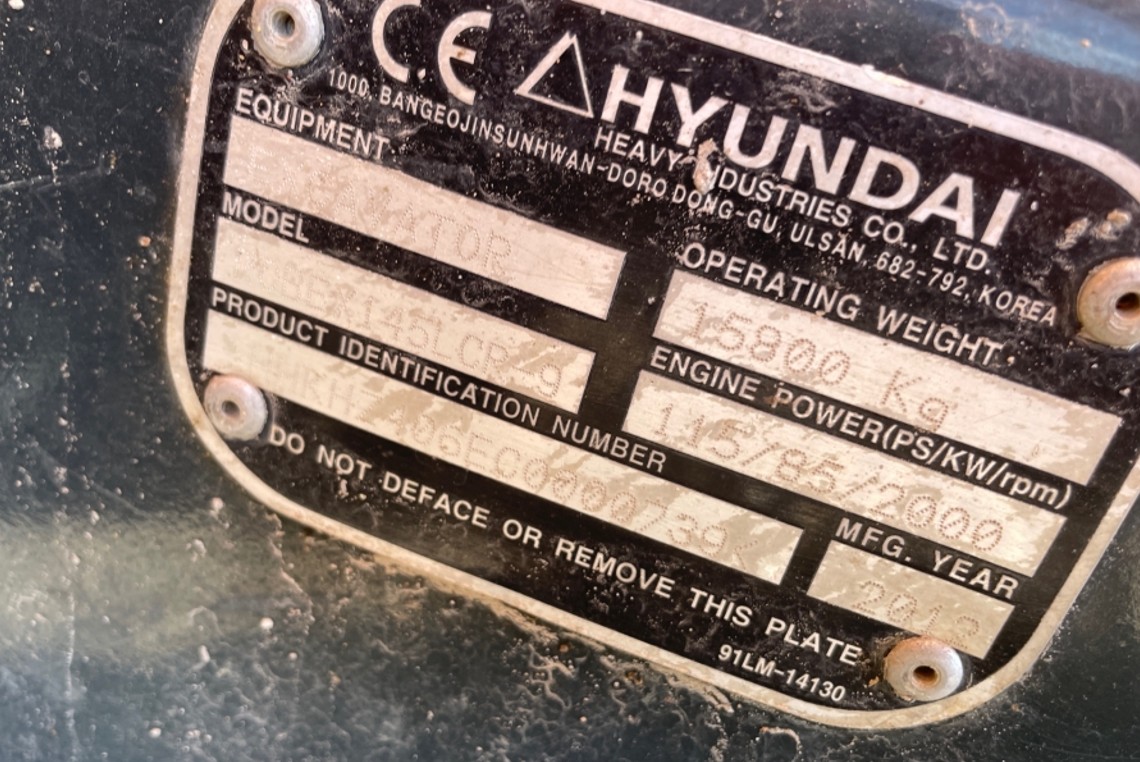 CE HYUNDAI
HEAVY INDUSTRIES CO., LTD.
1000, BANGEOJINSUNHWAN-DORO DONG-GU, ULSAN, 682-792, KOREA
EQUIPMENT
OPERATING WEIGHT
15800 Kg
MODEL
ENGINE POWER(PS/KW/rpm)
115/85/2000
PRODUCT IDENTIFICATION NUMBER
MFG. YEAR
DO NOT DEFACE OR REMOVE THIS PLATE
91LM-14130